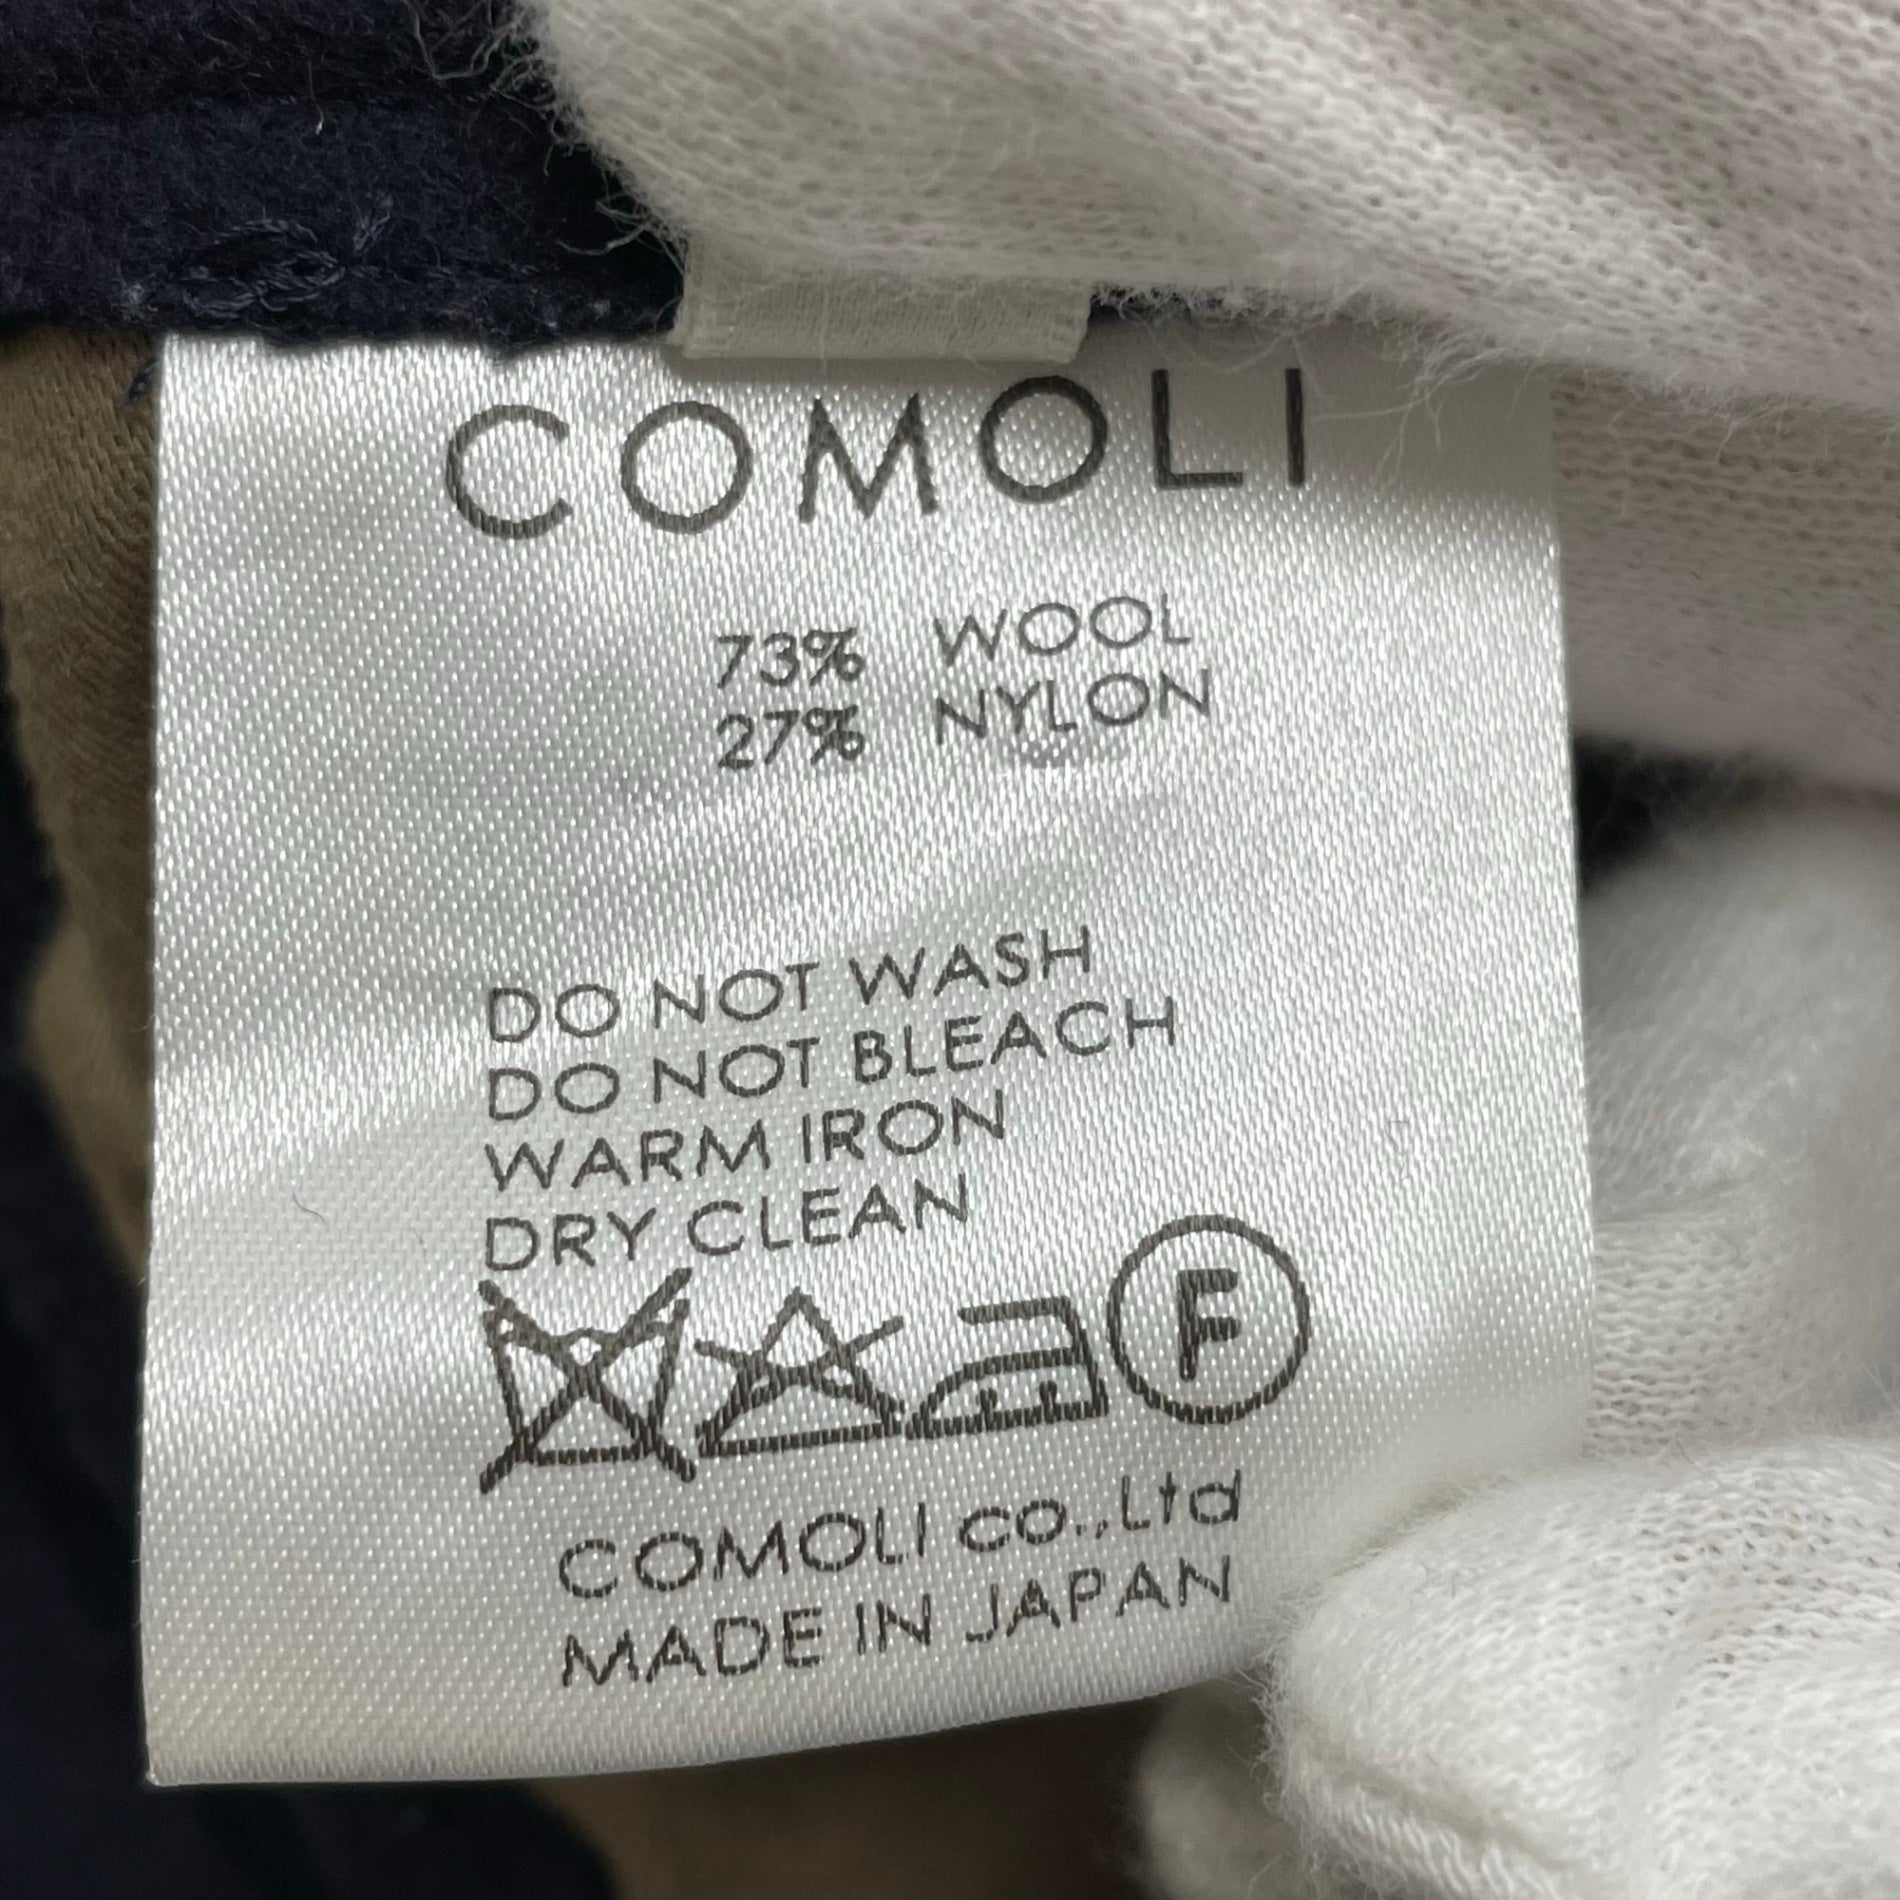 COMOLI
73% WOOL
27% NYLON
DO NOT WASH
DO NOT BLEACH
WARM IRON
DRY CLEAN
F
COMOLI co.,Ltd
MADE IN JAPAN